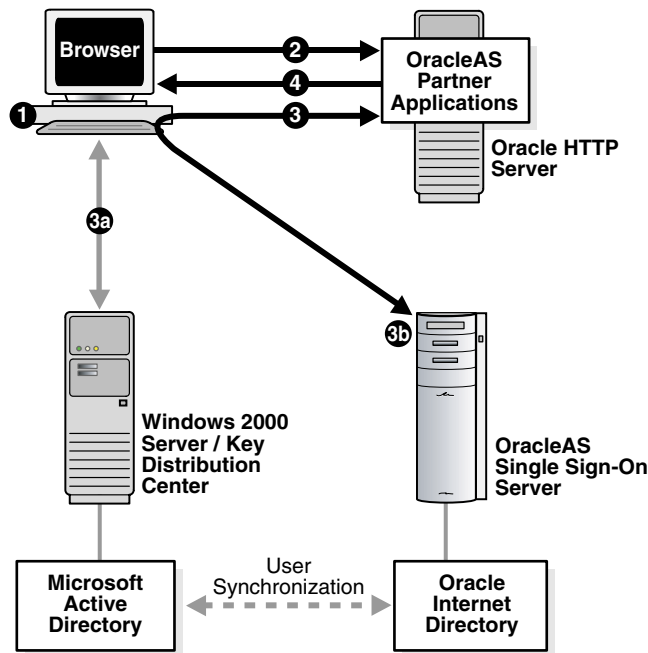 Browser
2
4
1
3
OracleAS
Partner
Applications
Oracle HTTP
Server
3a
3b
Windows 2000
Server / Key
Distribution
Center
OracleAS
Single Sign-On
Server
Microsoft
Active
Directory
User
Synchronization
Oracle
Internet
Directory